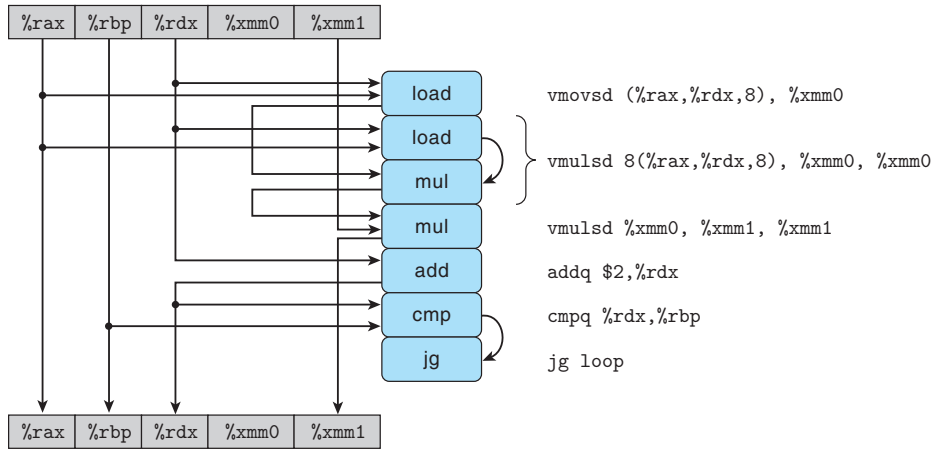 %rax %rbp %rdx %xmm0 %xmm1
load vmovsd (%rax,%rdx,8), %xmm0
load
vmulsd 8(%rax,%rdx,8), %xmm0, %xmm0
mul
mul vmulsd %xmm0, %xmm1, %xmm1
add addq $2,%rdx
cmp cmpq %rdx,%rbp
jg jg loop
%rax %rbp %rdx %xmm0 %xmm1